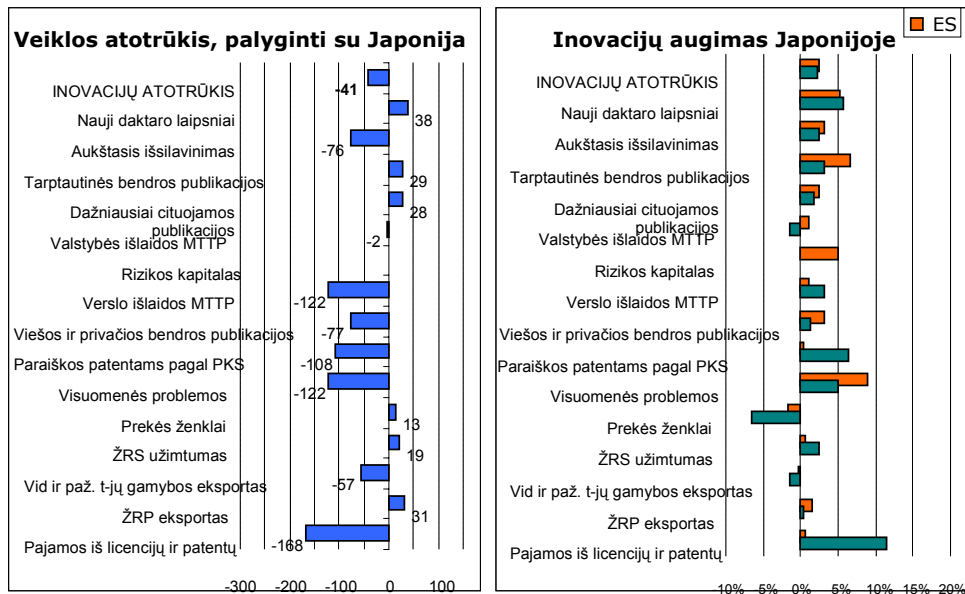 Veiklos atotrūkis, palyginti su Japonija
INOVACIJŲ ATOTRŪKIS
-41
Nauji daktaro laipsniai
38
Aukštasis išsilavinimas
-76
Tarptautinės bendros publikacijos
29
Dažniausiai cituojamos
publikacijos
28
Valstybės išlaidos MTTP
-2
Rizikos kapitalas
Verslo išlaidos MTTP
-122
Viešos ir privačios bendros publikacijos
-77
Paraiškos patentams pagal PKS
-108
Visuomenės problemos
-122
Prekės ženklai
13
ŽRS užimtumas
19
Vid ir paž. t-jų gamybos eksportas
-57
ŽRP eksportas
31
Pajamos iš licencijų ir patentų
-168
-300 -200 -100 0 100
Inovacijų augimas Japonijoje
ES
INOVACIJŲ ATOTRŪKIS
Nauji daktaro laipsniai
Aukštasis išsilavinimas
Tarptautinės bendros publikacijos
Dažniausiai cituojamos
publikacijos
Valstybės išlaidos MTTP
Rizikos kapitalas
Verslo išlaidos MTTP
Viešos ir privačios bendros publikacijos
Paraiškos patentams pagal PKS
Visuomenės problemos
Prekės ženklai
ŽRS užimtumas
Vid ir paž. t-jų gamybos eksportas
ŽRP eksportas
Pajamos iš licencijų ir patentų
-10% 5% 0% 5% 10% 15% 20%